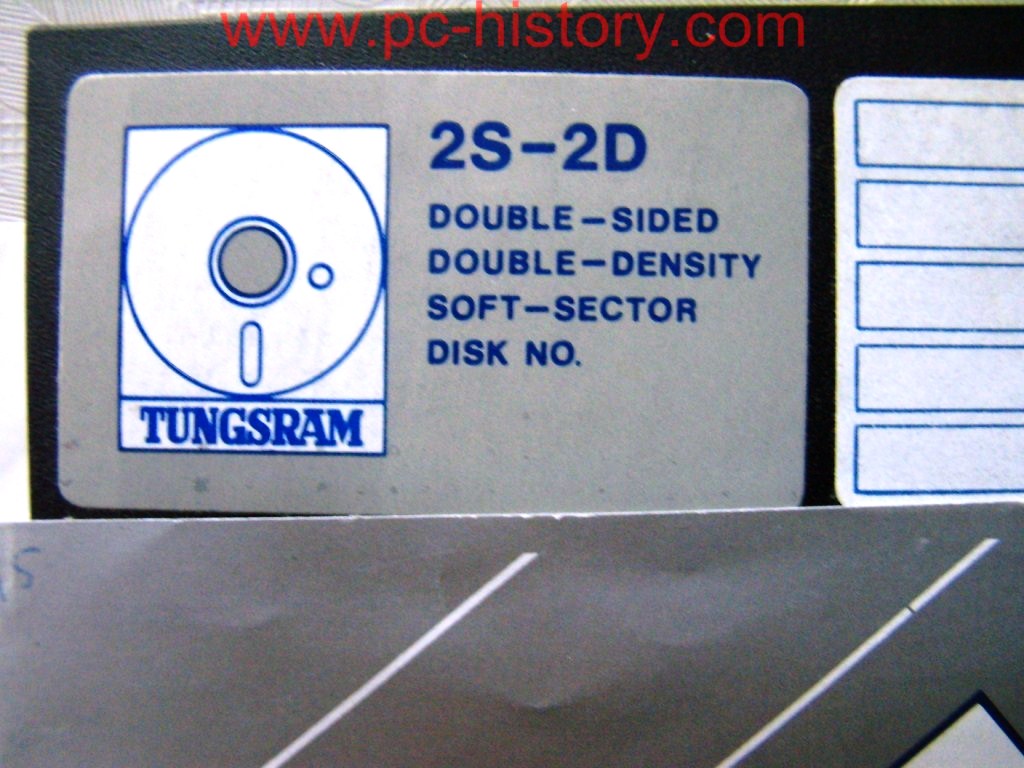 www.pc-history.com
2S-2D
DOUBLE-SIDED
DOUBLE-DENSITY
SOFT-SECTOR
DISK NO.
TUNGSRAM